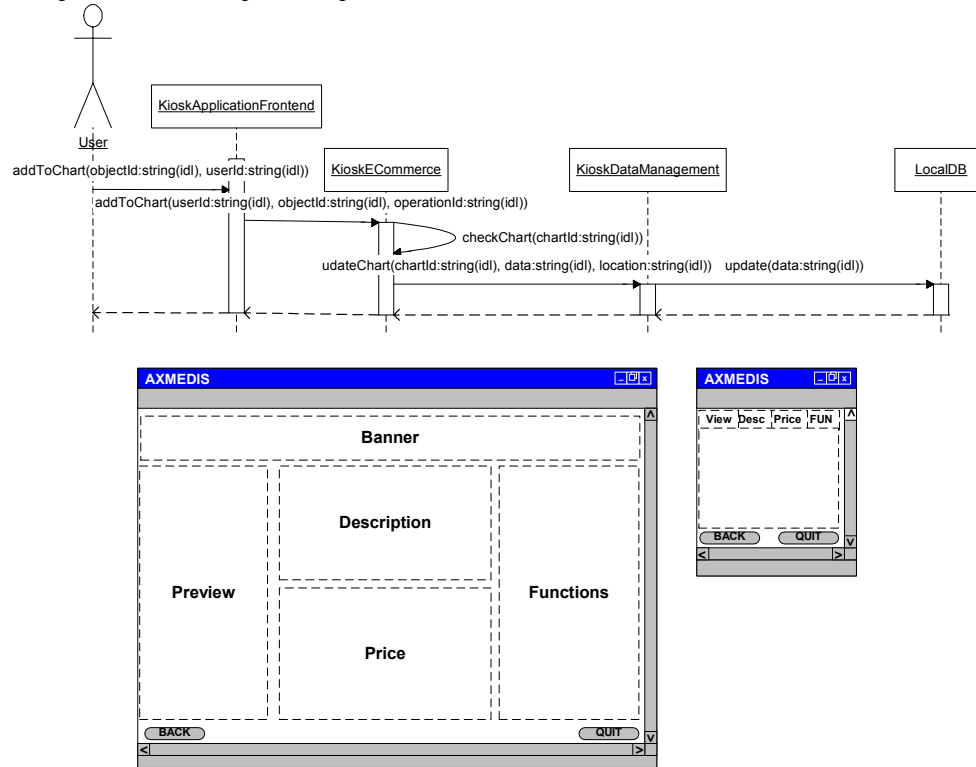 KioskApplicationFrontend
User
addToChart(objectId:string(idl), userId:string(idl))
KioskECommerce
KioskDataManagement
LocalDB
addToChart(userId:string(idl), objectId:string(idl), operationId:string(idl))
checkChart(chartId:string(idl))
udateChart(chartId:string(idl), data:string(idl), location:string(idl))
update(data:string(idl))
AXMEDIS
Banner
Preview
Description
Price
Functions
BACK
QUIT
AXMEDIS
View Desc Price FUN
BACK QUIT